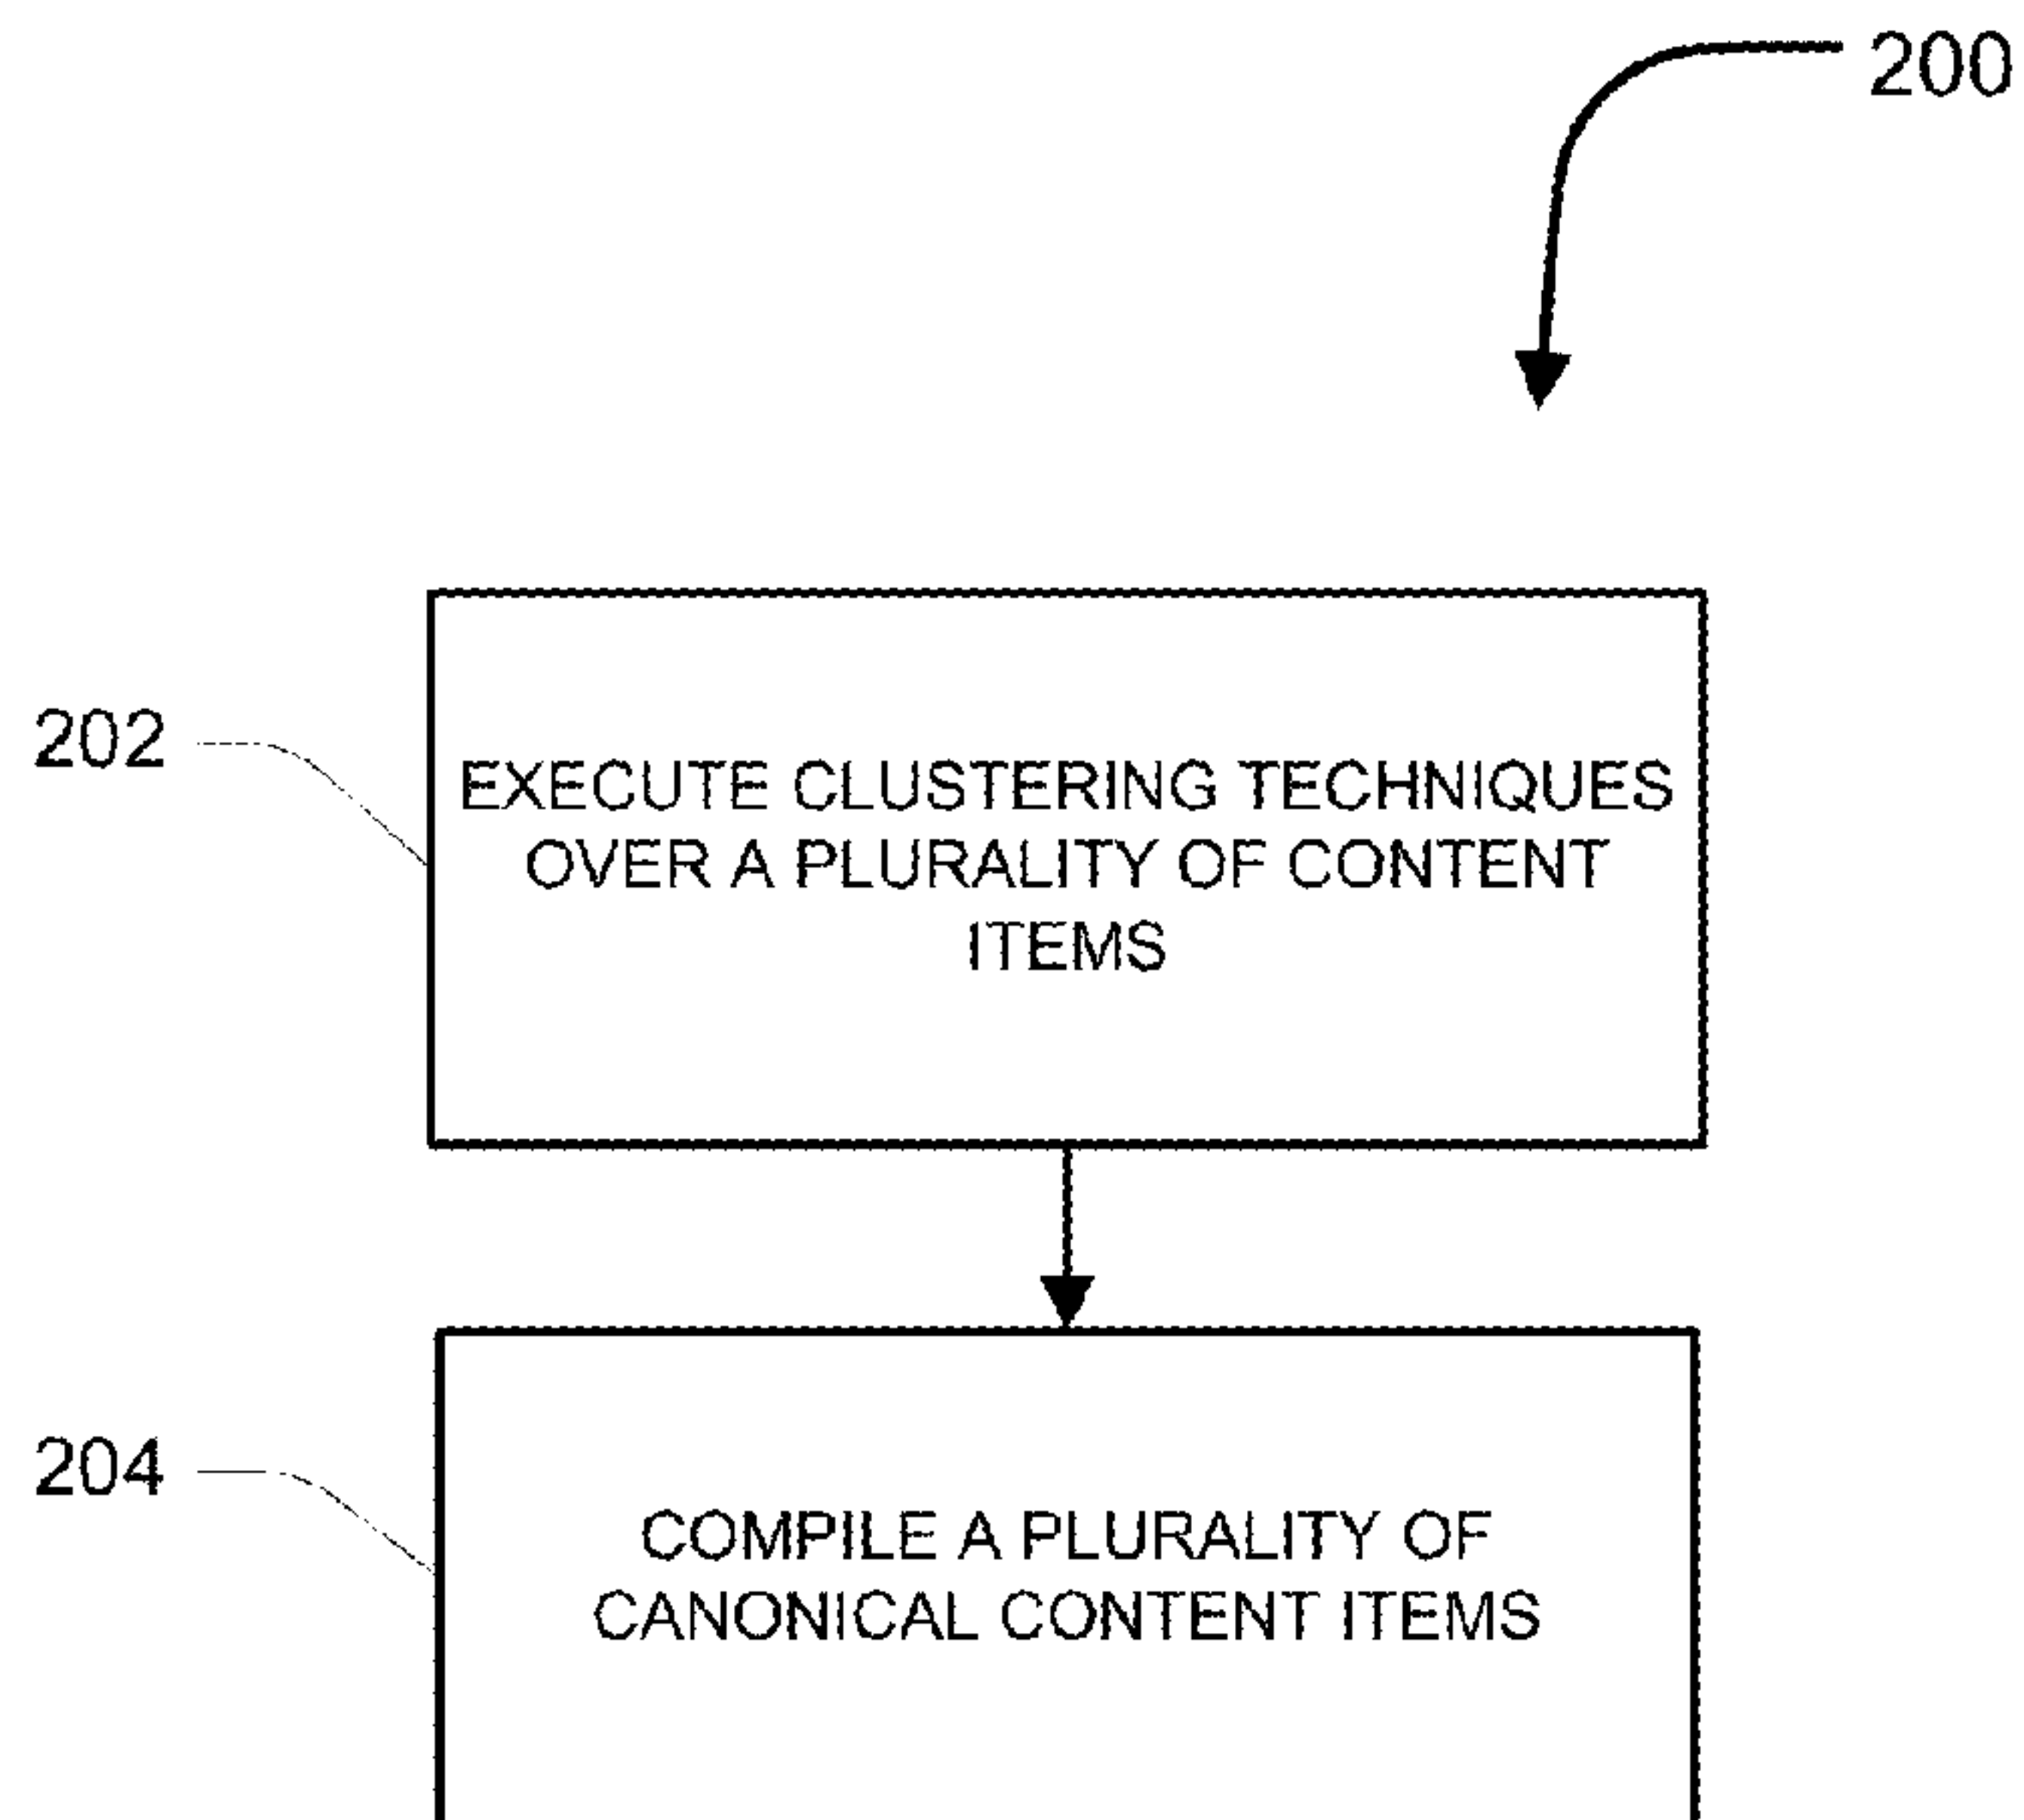 200
202
EXECUTE CLUSTERING TECHNIQUES
OVER A PLURALITY OF CONTENT
ITEMS
204
COMPILE A PLURALITY OF
CANONICAL CONTENT ITEMS